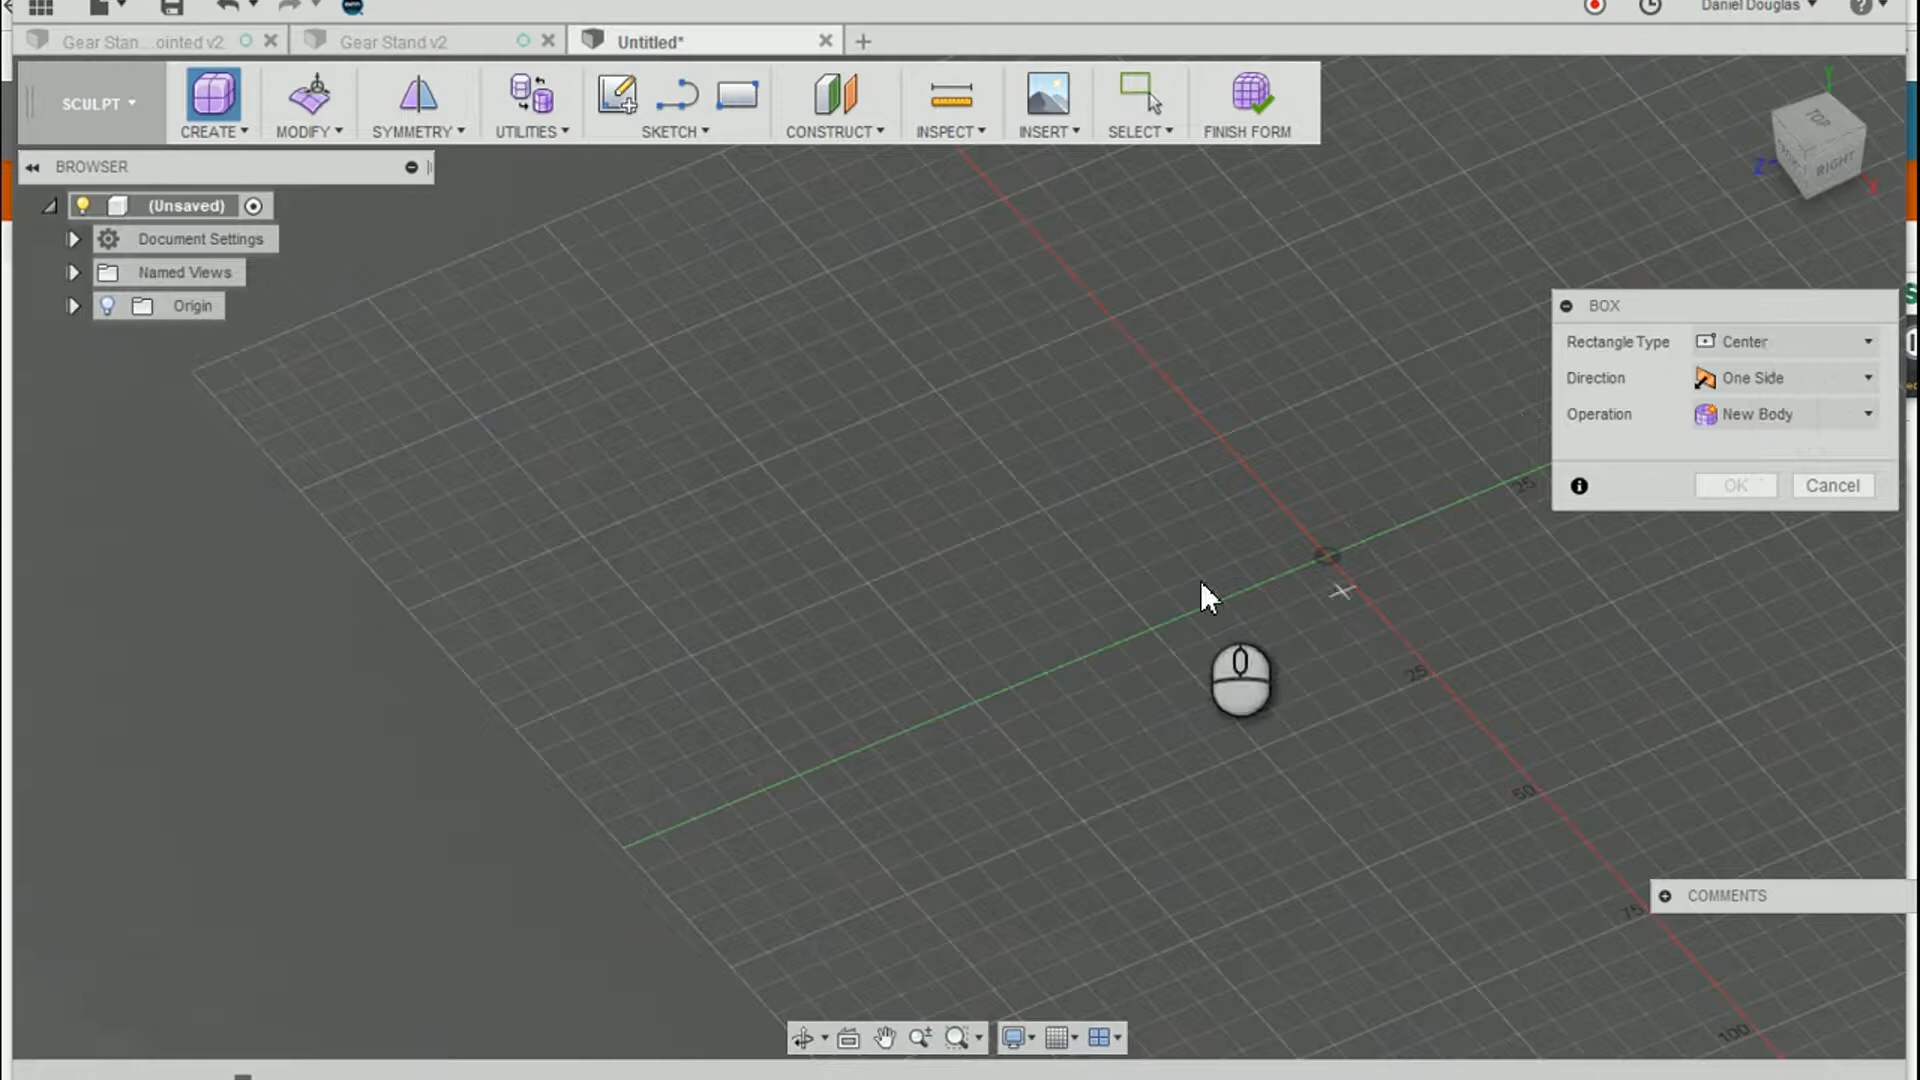 Daniel Douglas
Gear Stan...ointed v2
Gear Stand v2
Untitled*
SCULPT
CREATE
MODIFY
SYMMETRY
UTILITIES
SKETCH
CONSTRUCT
INSPECT
INSERT
SELECT
FINISH FORM
BROWSER
(Unsaved)
Document Settings
Named Views
Origin
Y
TOP
RIGHT
Z
X
BOX
Rectangle Type
Center
Direction
One Side
Operation
New Body
OK
Cancel
25
25
50
75
100
COMMENTS